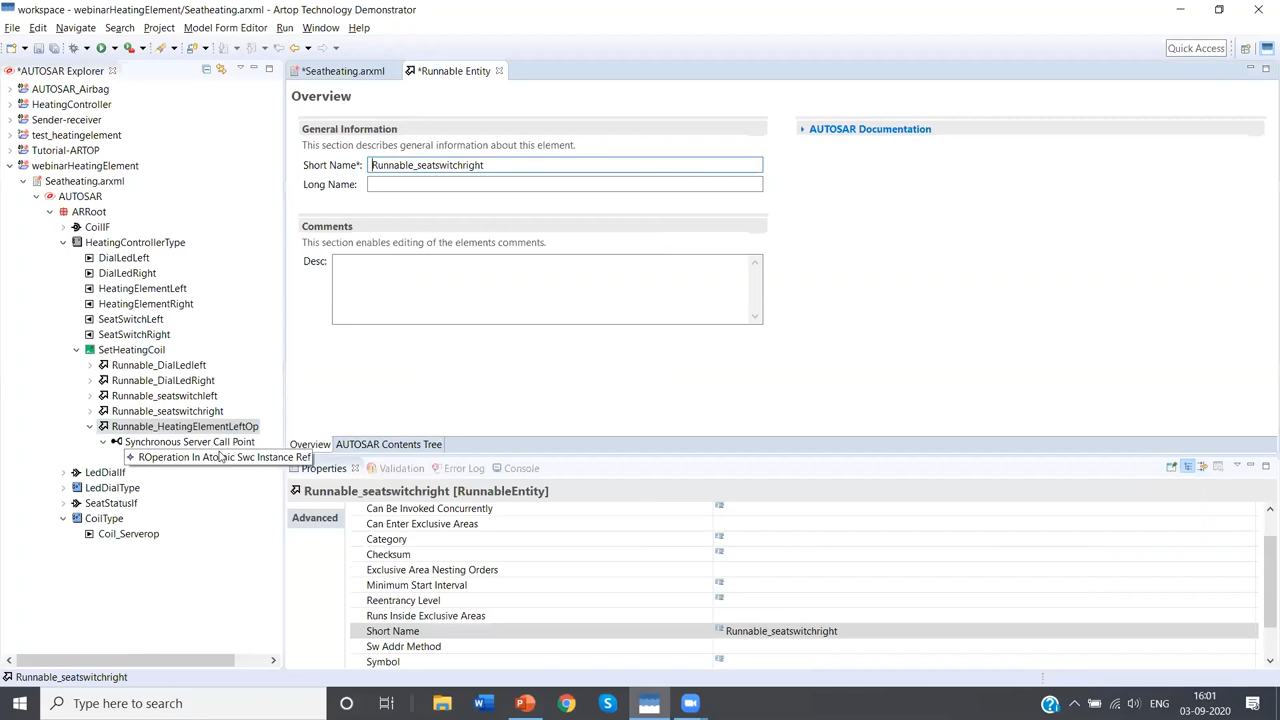 workspace - webinarHeatingElement/Seatheating.arxml - Artop Technology Demonstrator
File Edit Navigate Search Project Model Form Editor Run Window Help
Quick Access
*AUTOSAR Explorer
AUTOSAR_Airbag
HeatingController
Sender-receiver
test_heatingelement
Tutorial-ARTOP
webinarHeatingElement
Seatheating.arxml
AUTOSAR
ARRoot
CoilIF
HeatingControllerType
DialLedLeft
DialLedRight
HeatingElementLeft
HeatingElementRight
SeatSwitchLeft
SeatSwitchRight
SetHeatingCoil
Runnable_DialLedleft
Runnable_DialLedRight
Runnable_seatswitchleft
Runnable_seatswitchright
Runnable_HeatingElementLeftOp
Synchronous Server Call Point
ROperation In Atomic Swc Instance Ref
LedDialIf
LedDialType
SeatStatusIf
CoilType
Coil_Serverop
*Seatheating.arxml
*Runnable Entity
Overview
General Information
This section describes general information about this element.
Short Name*: Runnable_seatswitchright
Long Name:
Comments
This section enables editing of the elements comments.
Desc:
AUTOSAR Documentation
Overview AUTOSAR Contents Tree
Properties Validation Error Log Console
Runnable_seatswitchright [RunnableEntity]
Advanced
Can Be Invoked Concurrently
Can Enter Exclusive Areas
Category
Checksum
Exclusive Area Nesting Orders
Minimum Start Interval
Reentrancy Level
Runs Inside Exclusive Areas
Short Name Runnable_seatswitchright
Sw Addr Method
Symbol
Runnable_seatswitchright
Type here to search
ENG
16:01
03-09-2020